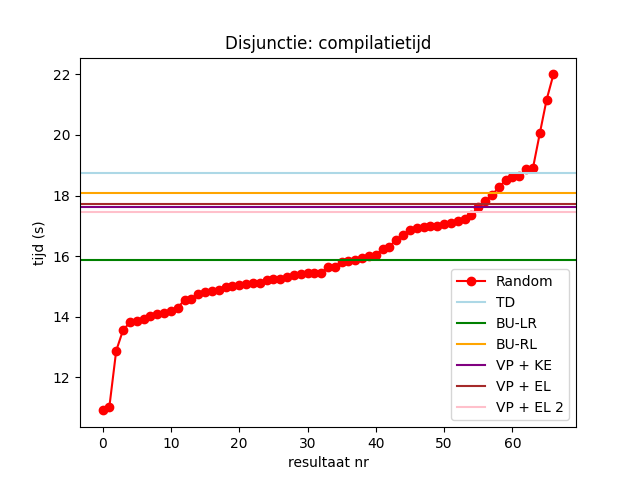 Disjunctie: compilatietijd
tijd (s)
22
20
18
16
14
12
0 10 20 30 40 50 60
resultaat nr
Random
TD
BU-LR
BU-RL
VP + KE
VP + EL
VP + EL 2